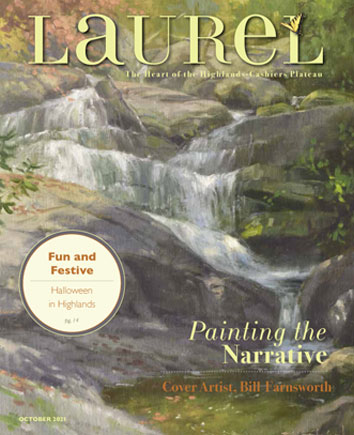 LAUREL
The Heart of the Highlands-Cashiers Plateau
Fun and
Festive
Halloween
in Highlands
Painting the
Narrative
Cover Artist, Bill Farnsworth
OCTOBER 2021